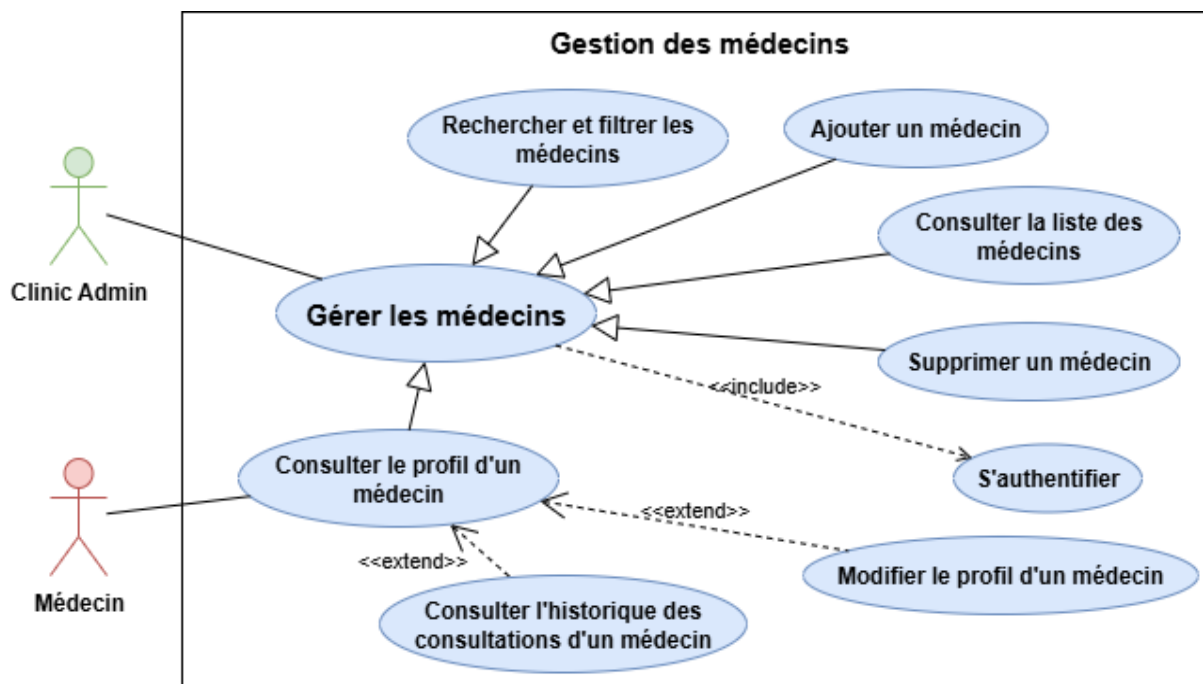 Gestion des médecins
Rechercher et filtrer les
médecins
Ajouter un médecin
Consulter la liste des
médecins
Clinic Admin
Gérer les médecins
Supprimer un médecin
<<include>>
Consulter le profil d'un
médecin
S'authentifier
<<extend>>
<<extend>>
Modifier le profil d'un médecin
Médecin
Consulter l'historique des
consultations d'un médecin